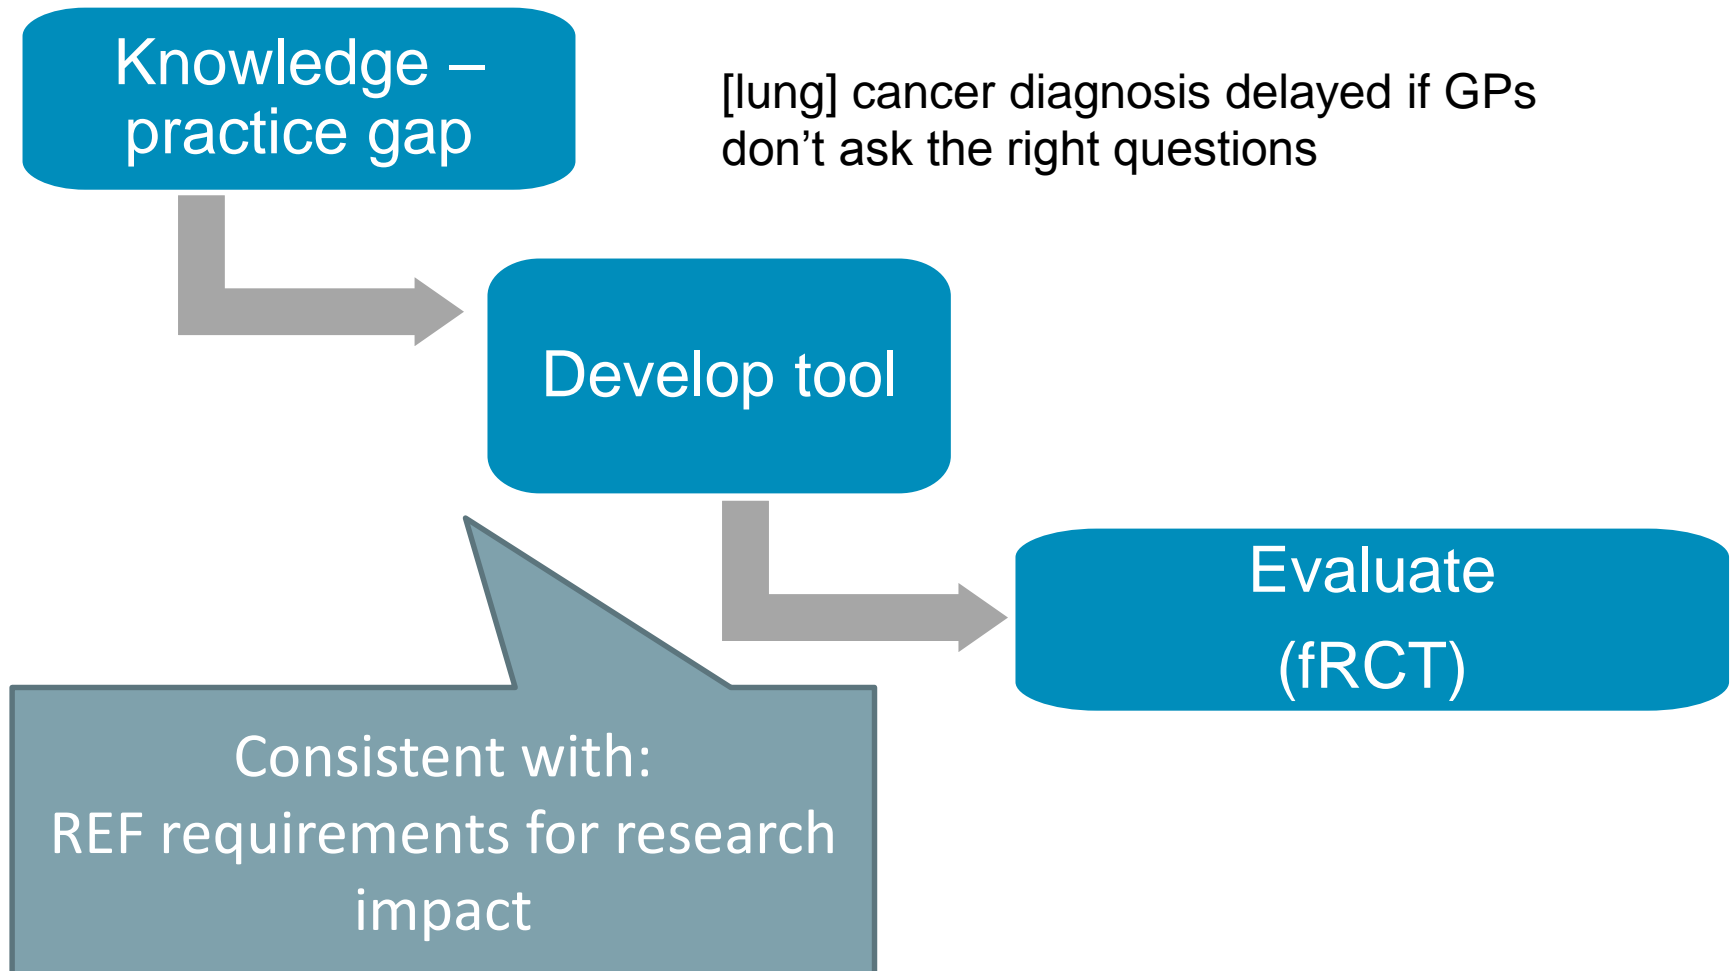 Knowledge –
practice gap
[lung] cancer diagnosis delayed if GPs
don’t ask the right questions
Develop tool
Evaluate
(fRCT)
Consistent with:
REF requirements for research
impact